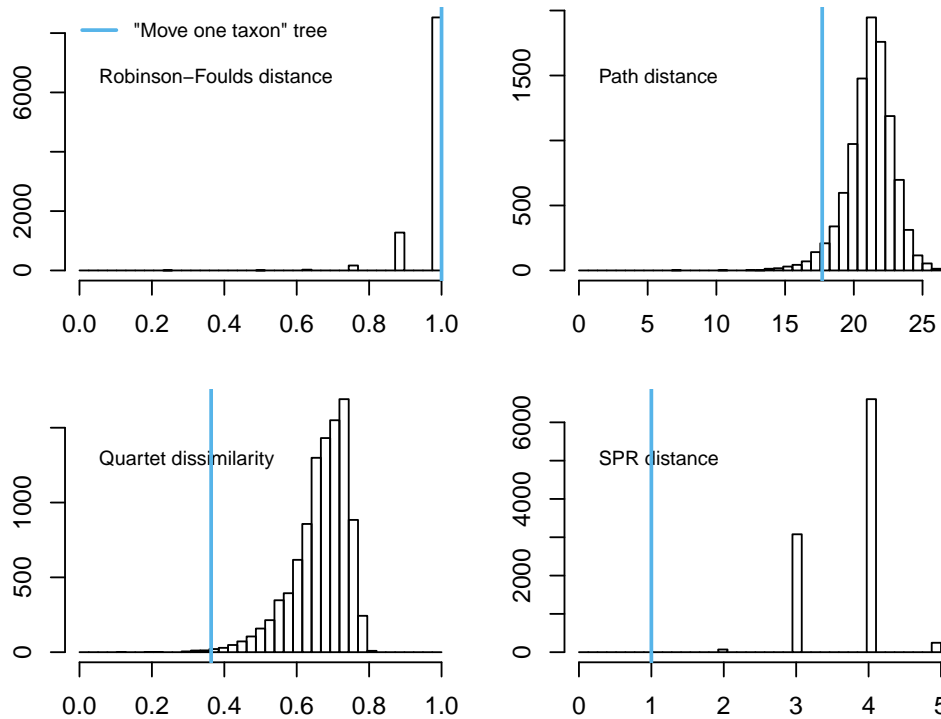 "Move one taxon" tree
Robinson−Foulds distance
0 2000 6000
0.0 0.2 0.4 0.6 0.8 1.0
Path distance
0 500 1500
0 5 10 15 20 25
Quartet dissimilarity
0 500 1000
0.0 0.2 0.4 0.6 0.8 1.0
SPR distance
0 2000 4000 6000
0 1 2 3 4 5